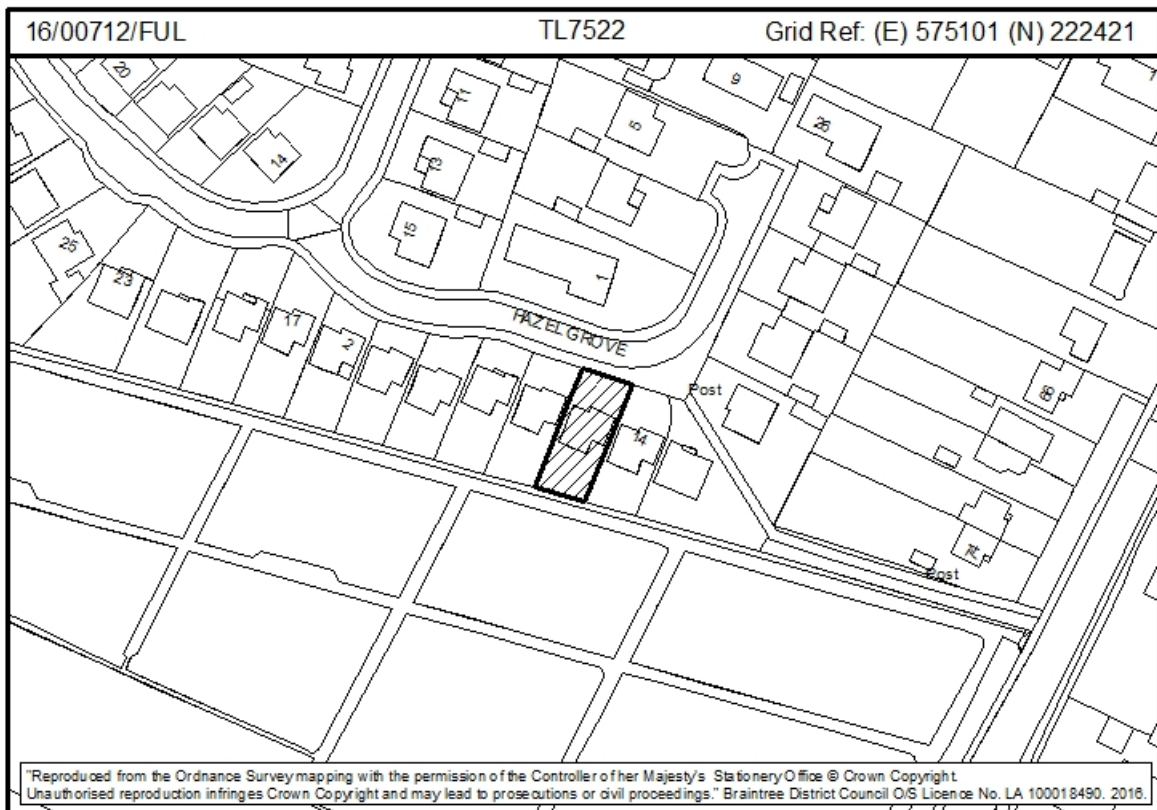 16/00712/FUL TL7522 Grid Ref: (E) 575101 (N) 222421
20
14
11
13
15
5
9
26
1
1
25
23
17
2
HAZEL GROVE
14
Post
68
74
Post
"Reproduced from the Ordnance Survey mapping with the permission of the Controller of her Majesty's Stationery Office © Crown Copyright.
Unauthorised reproduction infringes Crown Copyright and may lead to prosecutions or civil proceedings." Braintree District Council O/S Licence No. LA 100018490. 2016.